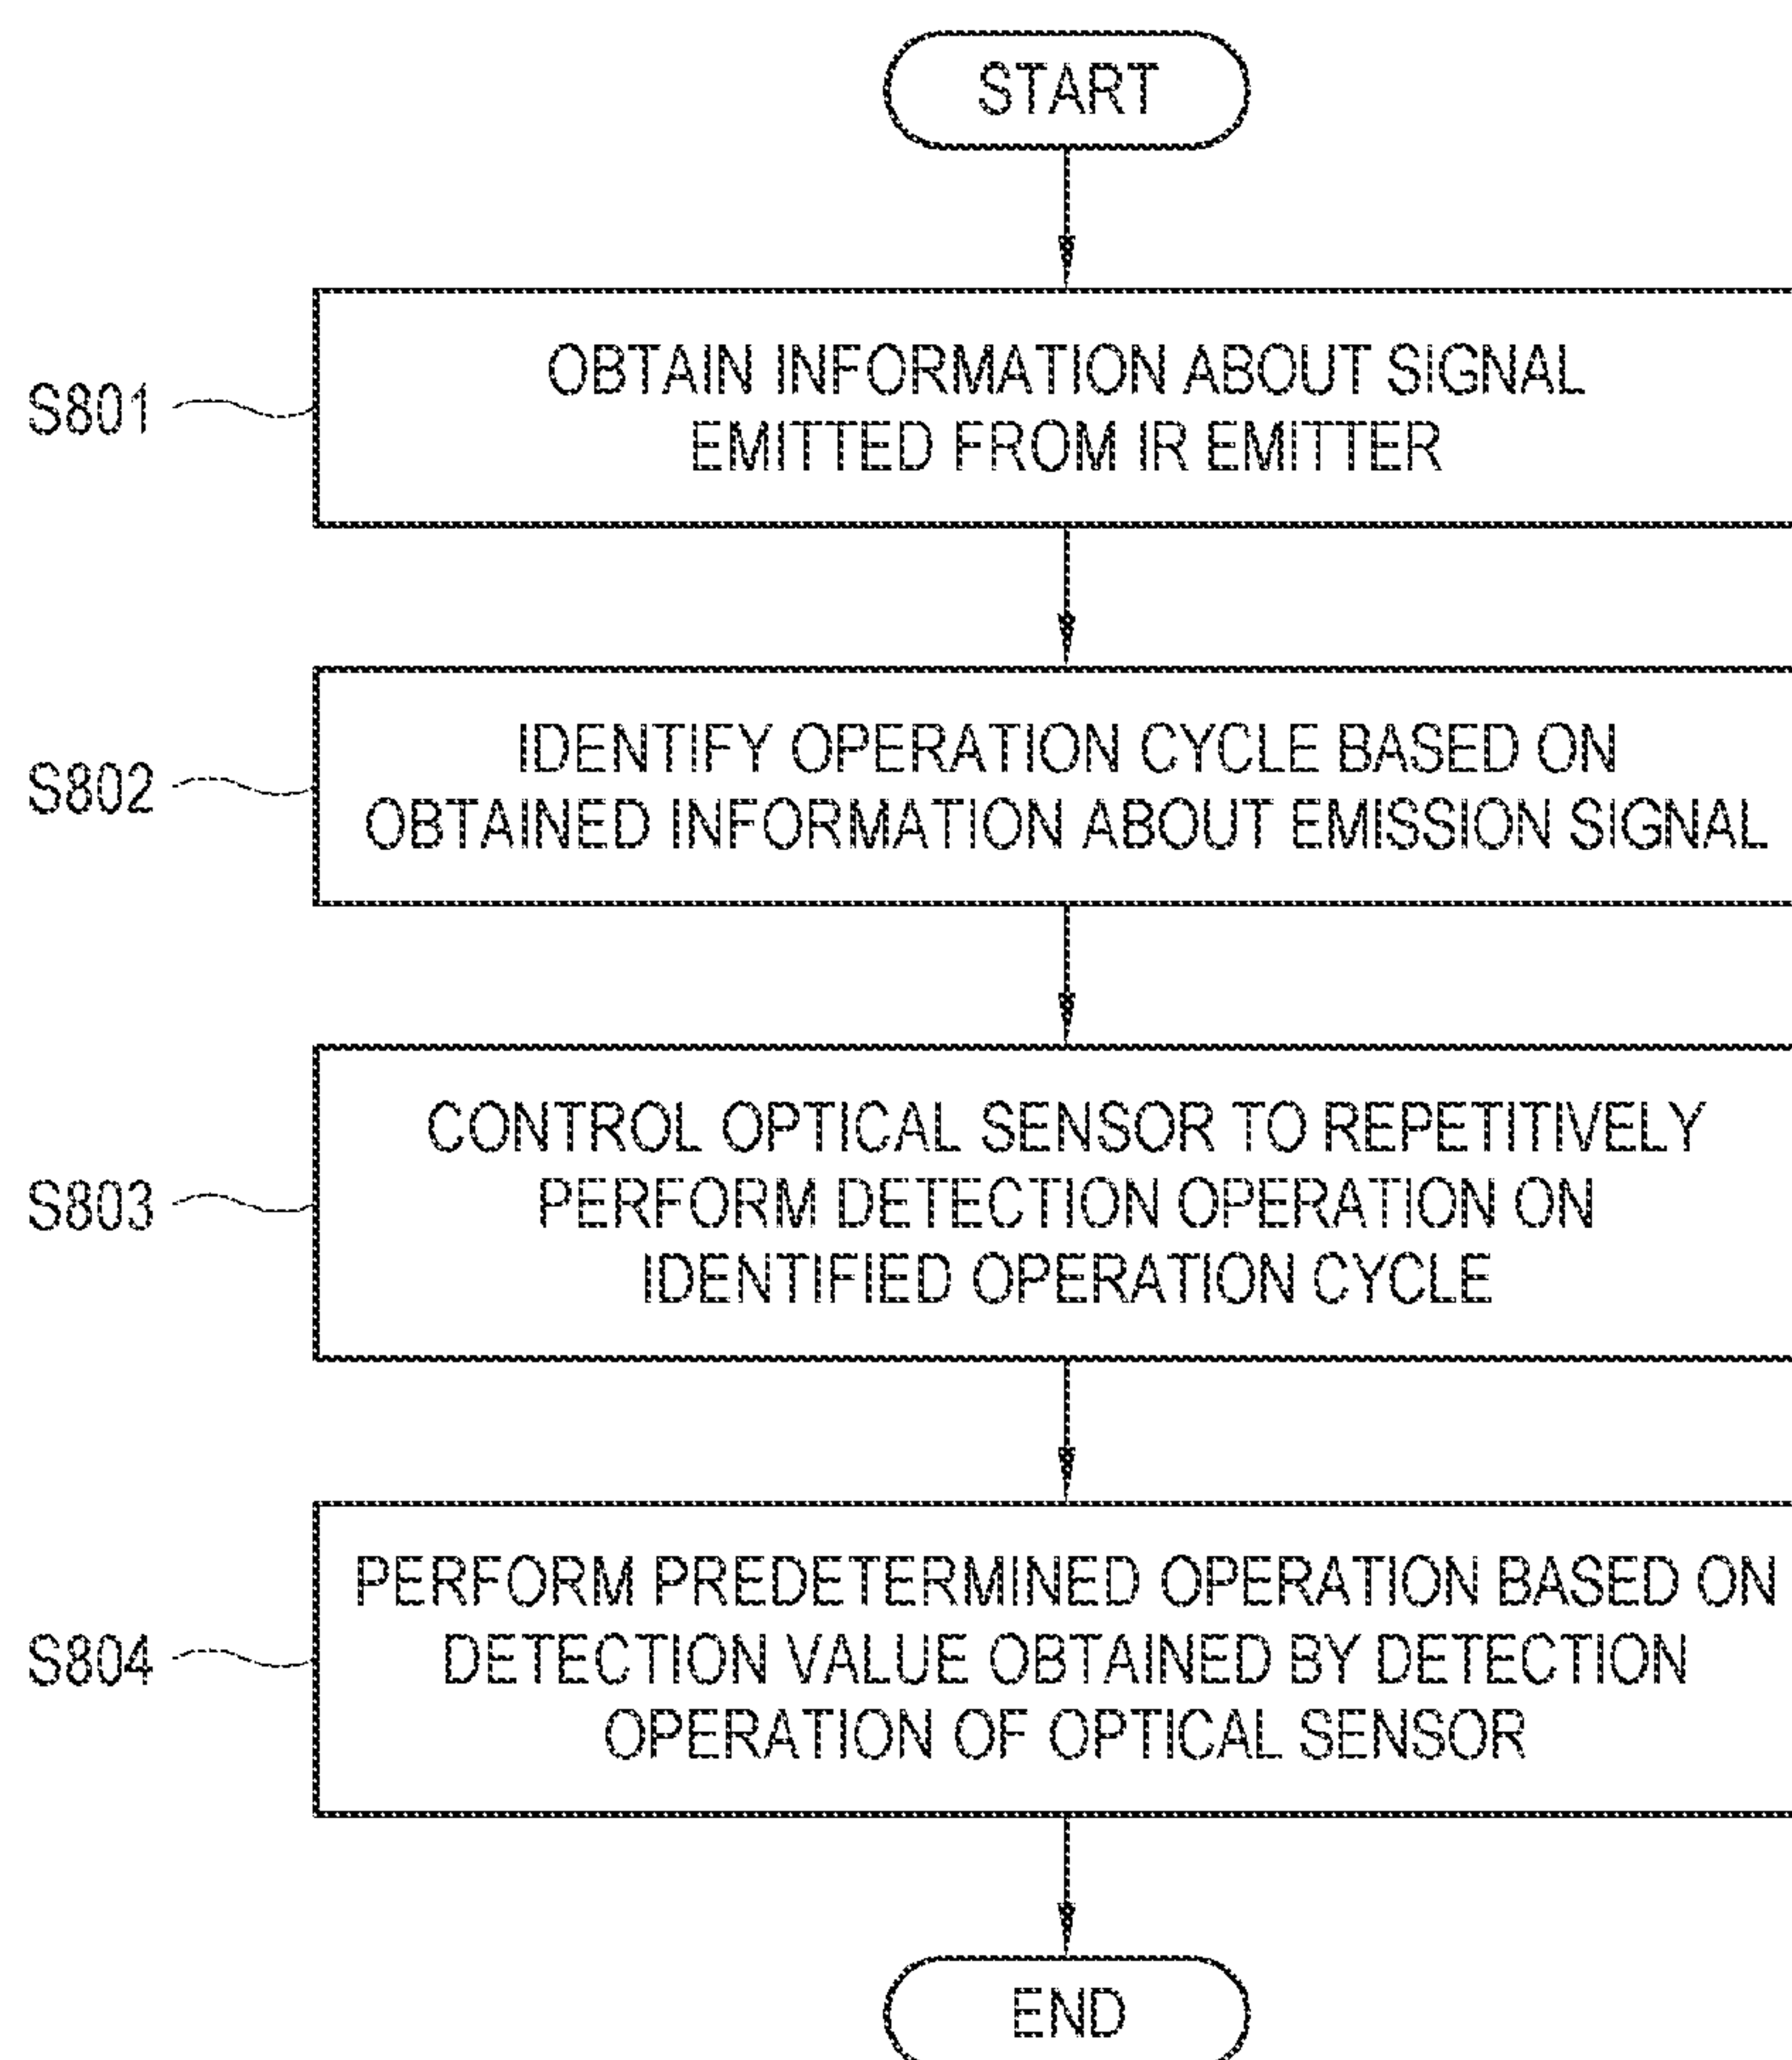 START
S801
OBTAIN INFORMATION ABOUT SIGNAL
EMITTED FROM IR EMITTER
S802
IDENTIFY OPERATION CYCLE BASED ON
OBTAINED INFORMATION ABOUT EMISSION SIGNAL
S803
CONTROL OPTICAL SENSOR TO REPETITIVELY
PERFORM DETECTION OPERATION ON
IDENTIFIED OPERATION CYCLE
S804
PERFORM PREDETERMINED OPERATION BASED ON
DETECTION VALUE OBTAINED BY DETECTION
OPERATION OF OPTICAL SENSOR
END